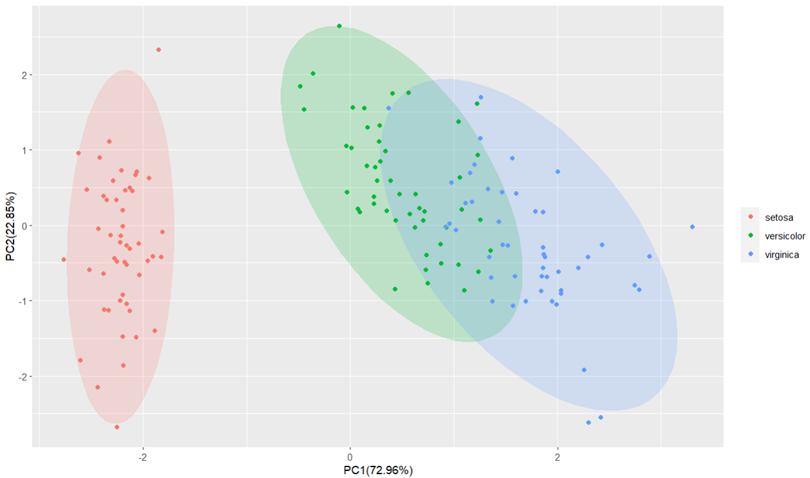 2
1
0
-1
-2
PC2(22.85%)
-2
0
2
PC1(72.96%)
setosa
versicolor
virginica